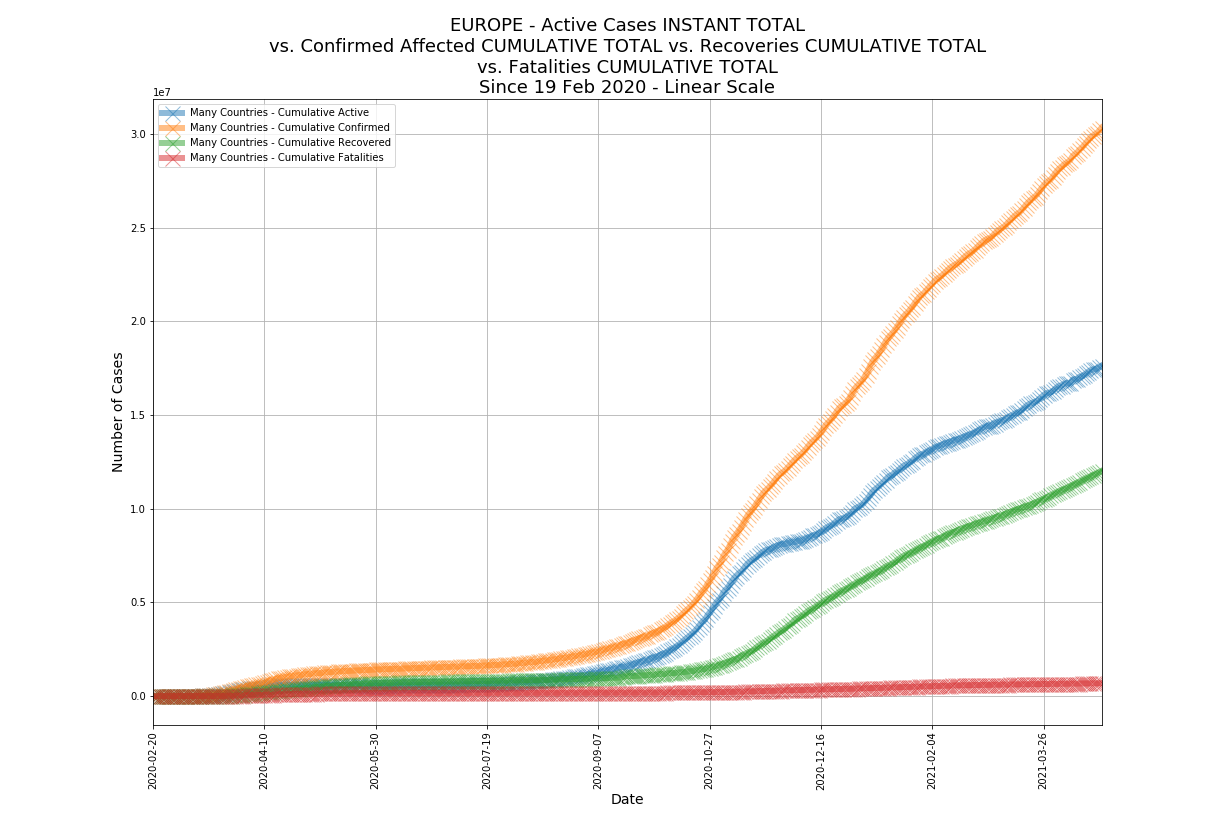 EUROPE - Active Cases INSTANT TOTAL
vs. Confirmed Affected CUMULATIVE TOTAL vs. Recoveries CUMULATIVE TOTAL
vs. Fatalities CUMULATIVE TOTAL
Since 19 Feb 2020 - Linear Scale
1e7
Many Countries - Cumulative Active
Many Countries - Cumulative Confirmed
Many Countries - Cumulative Recovered
Many Countries - Cumulative Fatalities
Number of Cases
3.0
2.5
2.0
1.5
1.0
0.5
0.0
2020-02-20
2020-04-10
2020-05-30
2020-07-19
2020-09-07
2020-10-27
2020-12-16
2021-02-04
2021-03-26
Date